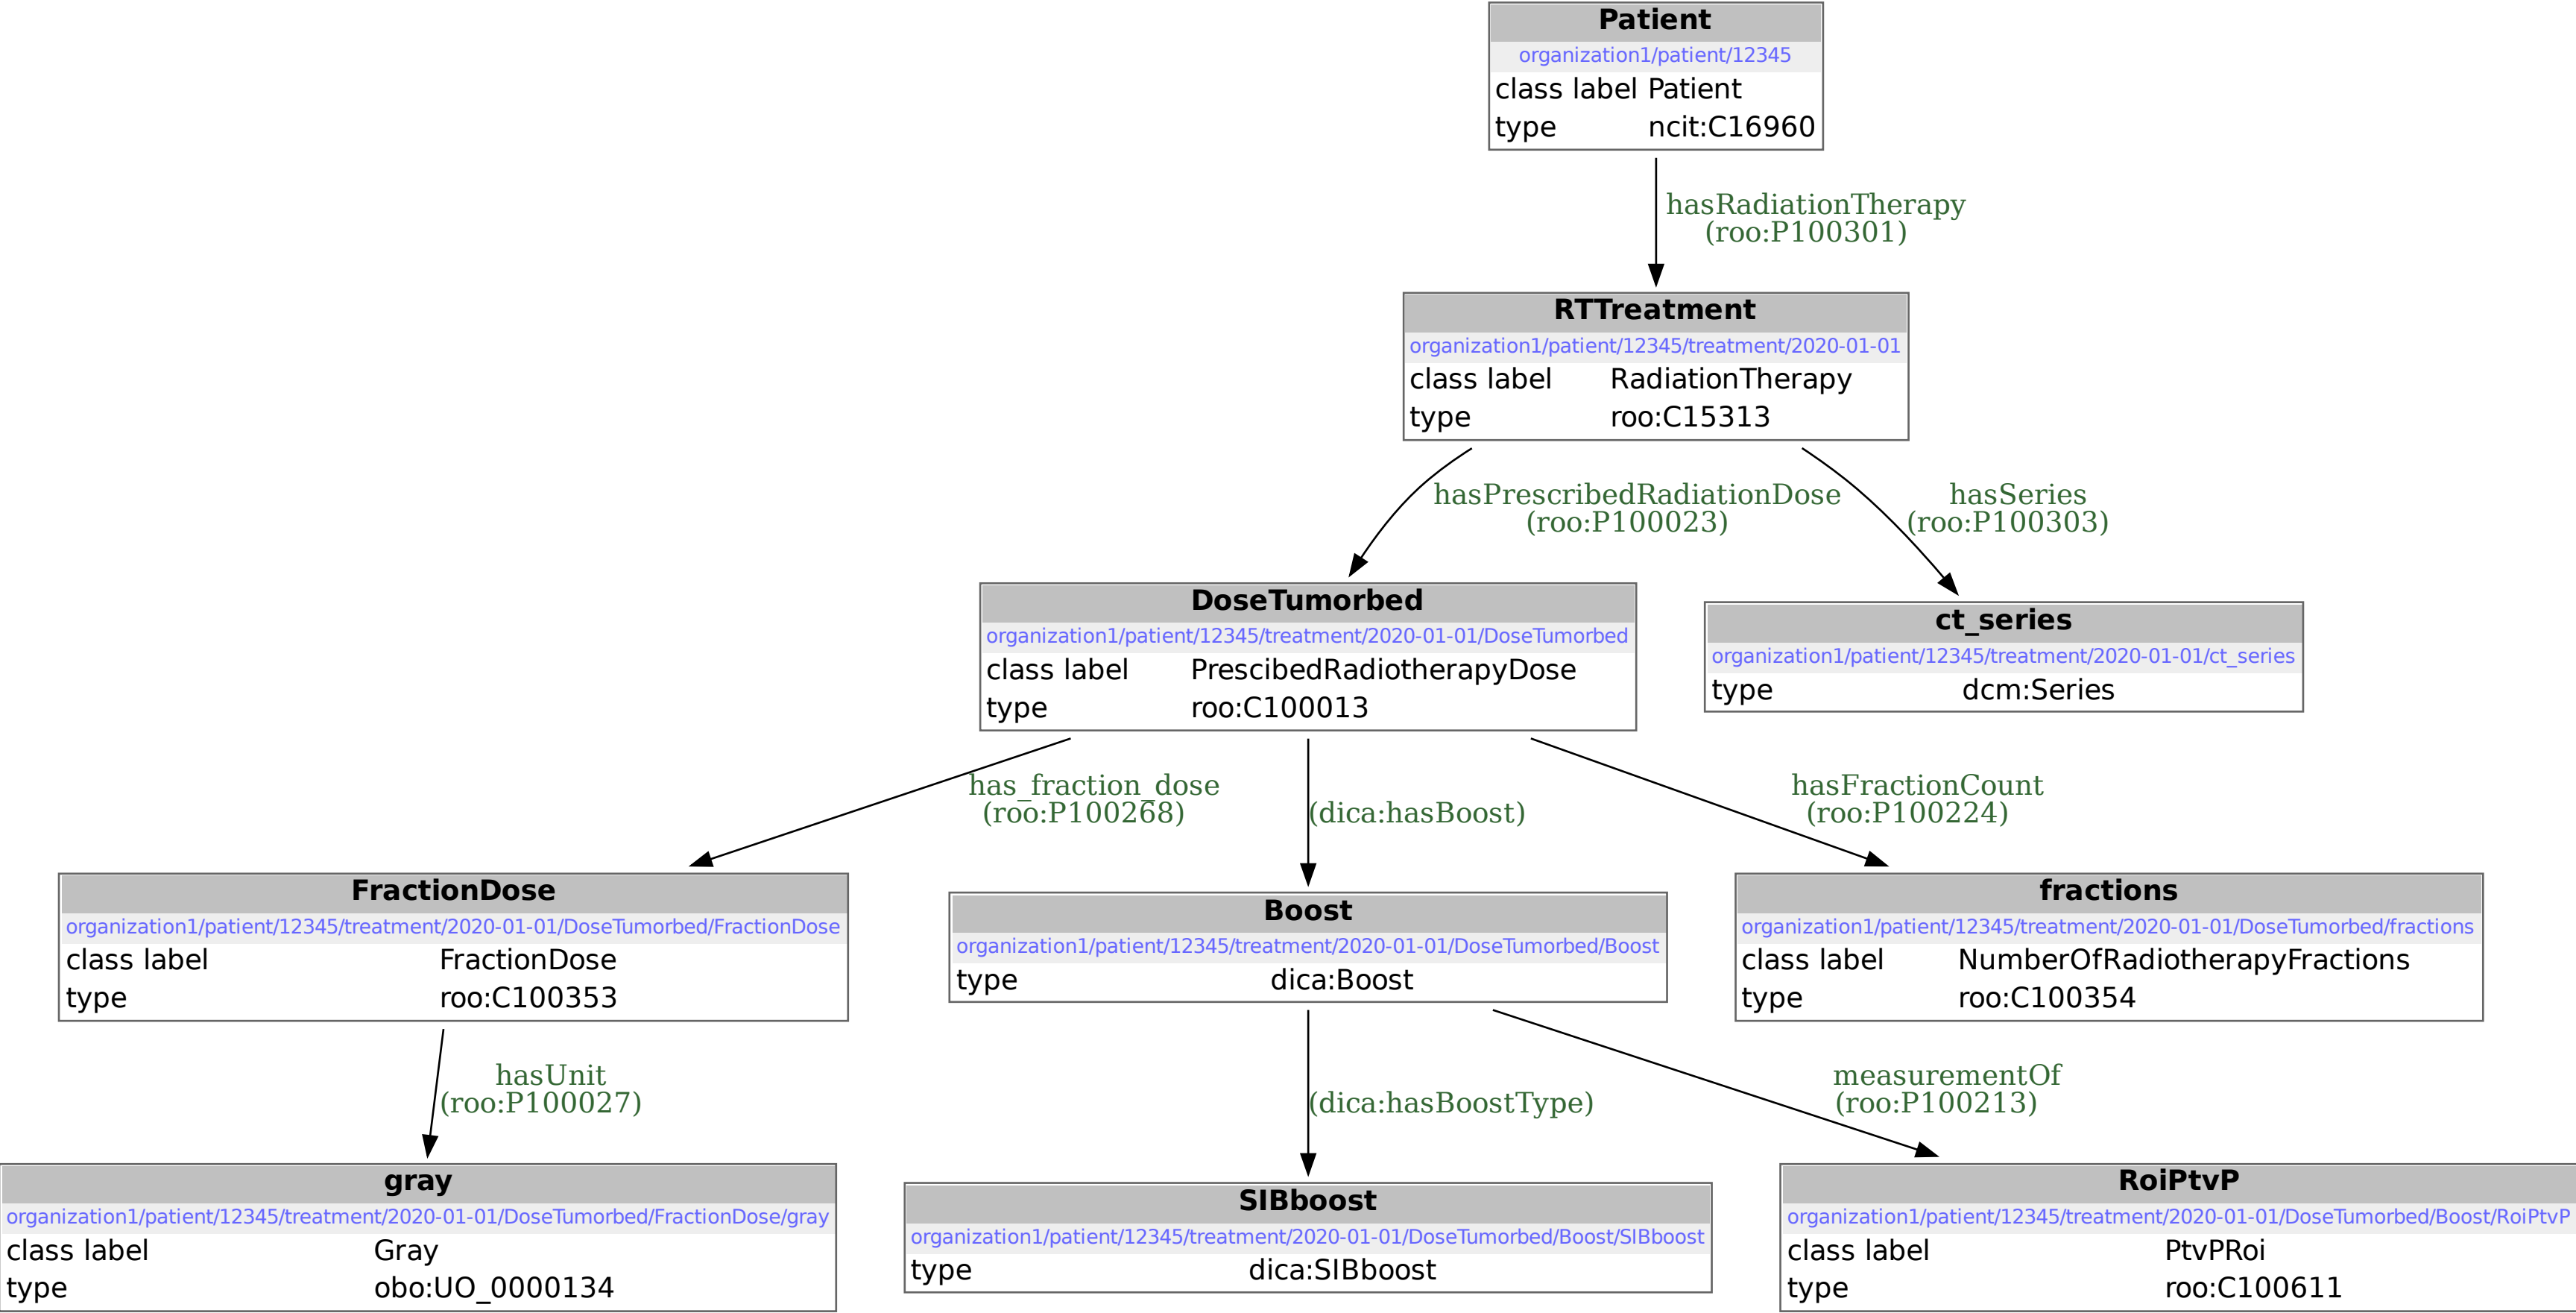 Patient
organization1/patient/12345
class label Patient
type ncit:C16960
hasRadiationTherapy
(roo:P100301)
RTTreatment
organization1/patient/12345/treatment/2020-01-01
class label RadiationTherapy
type roo:C15313
hasPrescribedRadiationDose
(roo:P100023)
hasSeries
(roo:P100303)
DoseTumorbed
organization1/patient/12345/treatment/2020-01-01/DoseTumorbed
class label PrescibedRadiotherapyDose
type roo:C100013
ct_series
organization1/patient/12345/treatment/2020-01-01/ct_series
type dcm:Series
has_fraction_dose
(roo:P100268)
(dica:hasBoost)
hasFractionCount
(roo:P100224)
FractionDose
organization1/patient/12345/treatment/2020-01-01/DoseTumorbed/FractionDose
class label FractionDose
type roo:C100353
Boost
organization1/patient/12345/treatment/2020-01-01/DoseTumorbed/Boost
type dica:Boost
fractions
organization1/patient/12345/treatment/2020-01-01/DoseTumorbed/fractions
class label NumberOfRadiotherapyFractions
type roo:C100354
hasUnit
(roo:P100027)
(dica:hasBoostType)
measurementOf
(roo:P100213)
gray
organization1/patient/12345/treatment/2020-01-01/DoseTumorbed/FractionDose/gray
class label Gray
type obo:UO_0000134
SIBboost
organization1/patient/12345/treatment/2020-01-01/DoseTumorbed/Boost/SIBboost
type dica:SIBboost
RoiPtvP
organization1/patient/12345/treatment/2020-01-01/DoseTumorbed/Boost/RoiPtvP
class label PtvPRoi
type roo:C100611